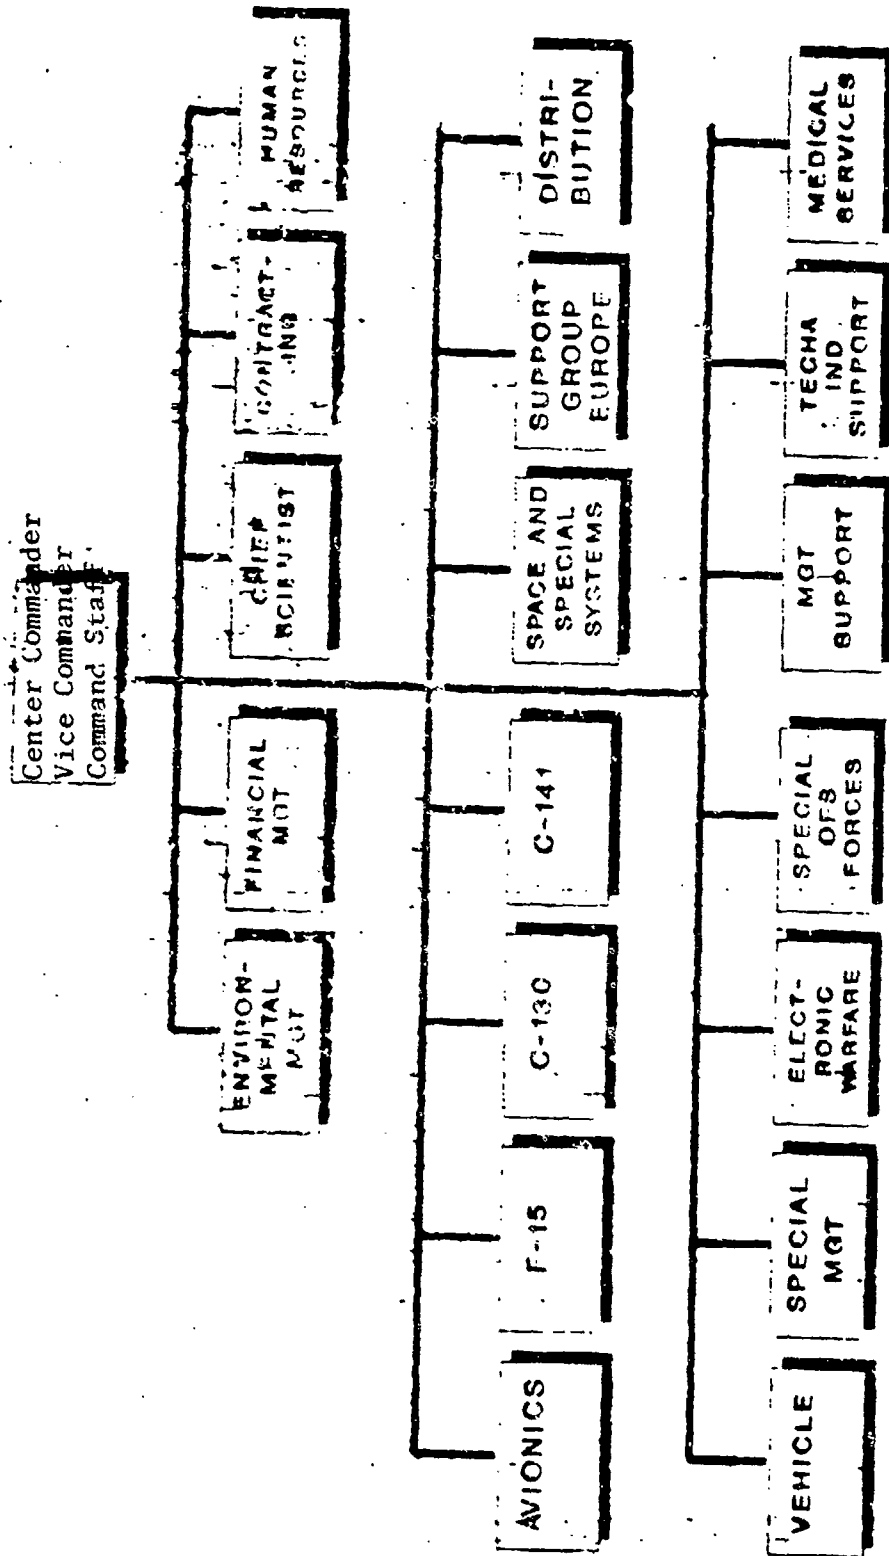 Center Commander
Vice Commander
Command Staff
ENVIRON-
MENTAL
MGT
FINANCIAL
MGT
CHIEF
SCIENTIST
CONTRACT-
ING
HUMAN
RESOURCES
AVIONICS
F-15
C-130
C-141
SPACE AND
SPECIAL
SYSTEMS
SUPPORT
GROUP
EUROPE
DISTRI-
BUTION
VEHICLE
SPECIAL
MGT
ELECT-
RONIC
WARFARE
SPECIAL
OPS
FORCES
MGT
SUPPORT
TECH&
IND
SUPPORT
MEDICAL
SERVICES